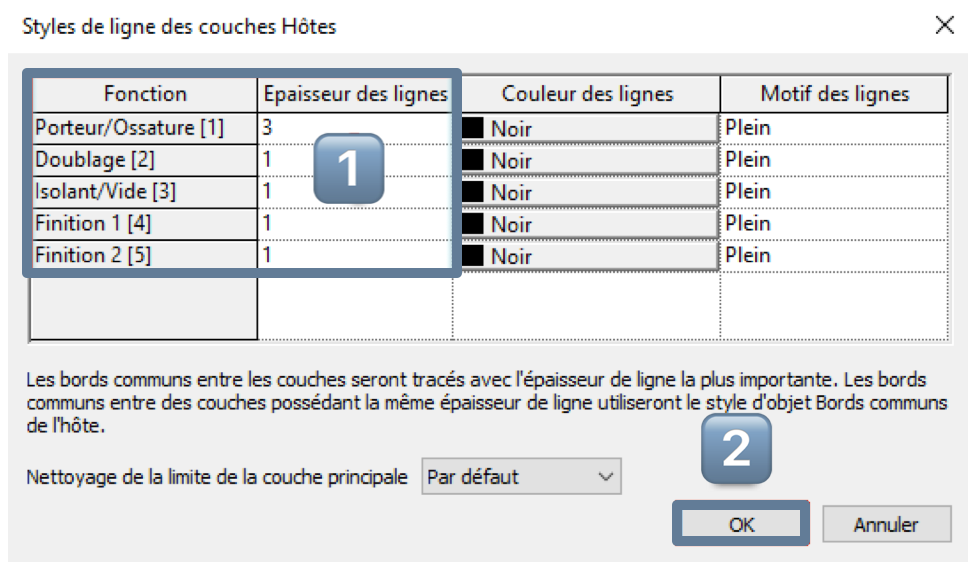 Styles de ligne des couches Hôtes
Fonction Epaisseur des lignes Couleur des lignes Motif des lignes
Porteur/Ossature [1] 3 Noir Plein
Doublage [2] 1 Noir Plein
Isolant/Vide [3] 1 Noir Plein
Finition 1 [4] 1 Noir Plein
Finition 2 [5] 1 Noir Plein
1
Les bords communs entre les couches seront tracés avec l'épaisseur de ligne la plus importante. Les bords
communs entre des couches possédant la même épaisseur de ligne utiliseront le style d'objet Bords communs
de l'hôte.
2
Nettoyage de la limite de la couche principale Par défaut
OK Annuler